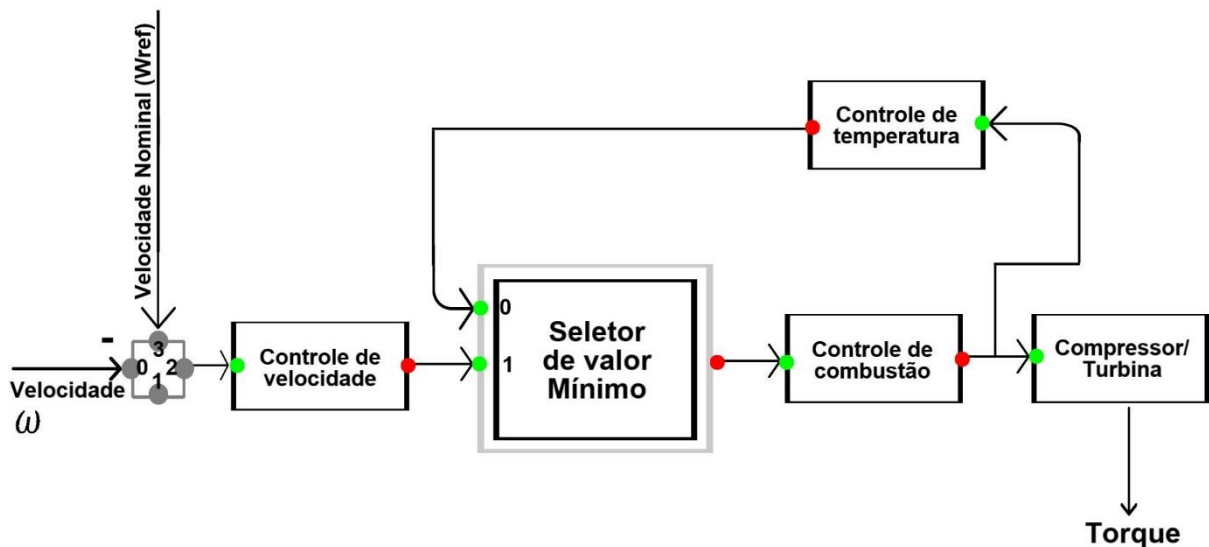 Velocidade Nominal (Wref)
Controle de
temperatura
-
3
0 2
1
Velocidade
ω
Controle de
velocidade
0
1
Seletor
de valor
Mínimo
Controle de
combustão
Compressor/
Turbina
Torque